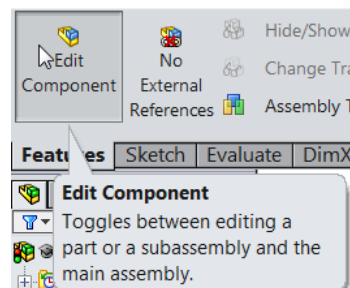 Edit
Component
No
External
References
Hide/Show
Change Tra
Assembly T
Features Sketch Evaluate DimX
Edit Component
Toggles between editing a
part or a subassembly and the
main assembly.